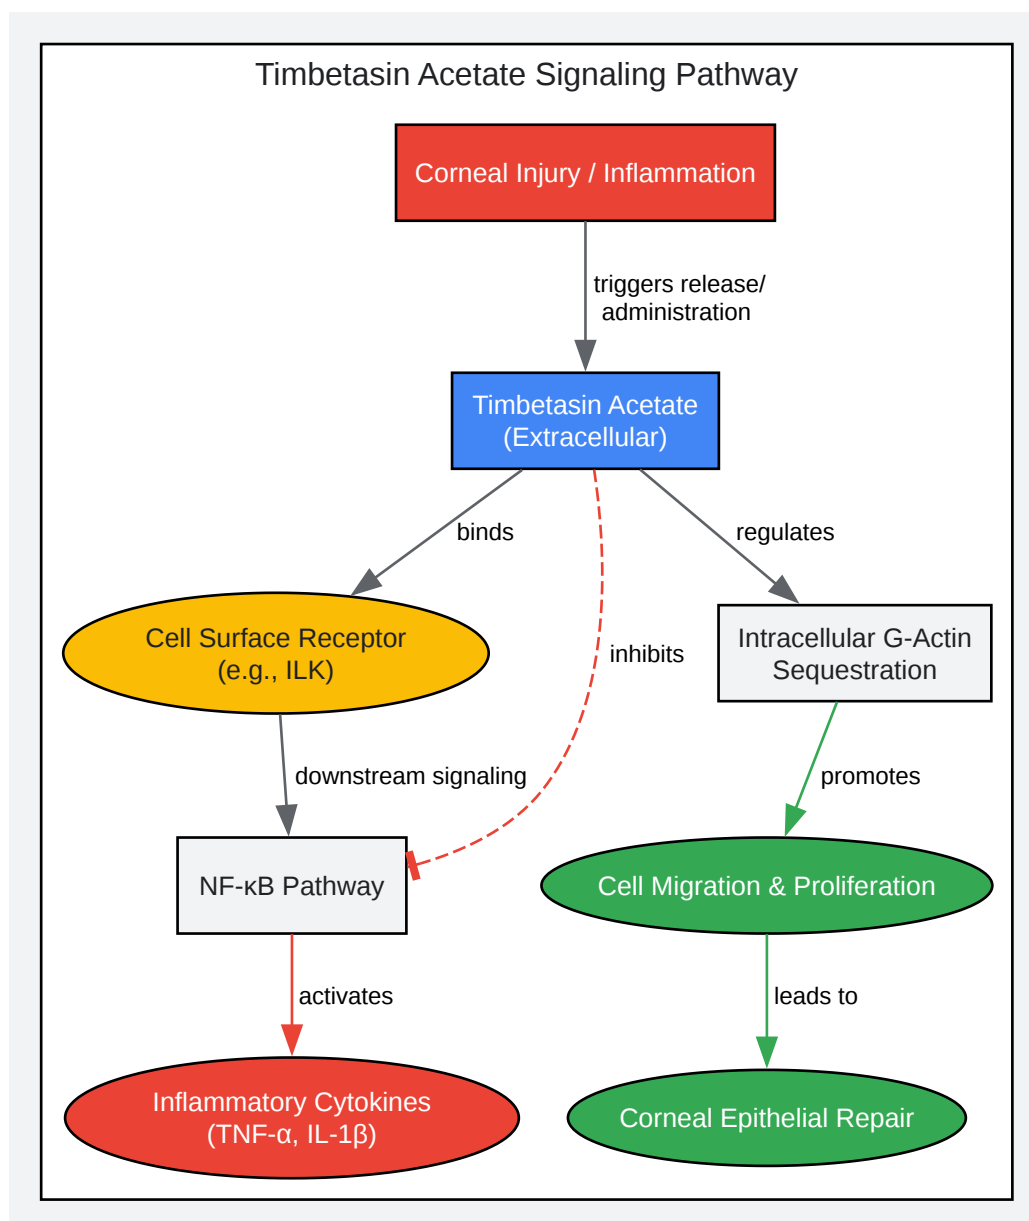 Timbetasin Acetate Signaling Pathway
Corneal Injury / Inflammation
triggers release/
administration
Timbetasin Acetate
(Extracellular)
binds
regulates
Cell Surface Receptor
(e.g., ILK)
inhibits
Intracellular G-Actin
Sequestration
downstream signaling
promotes
NF-κB Pathway
Cell Migration & Proliferation
activates
leads to
Inflammatory Cytokines
(TNF-α, IL-1β)
Corneal Epithelial Repair